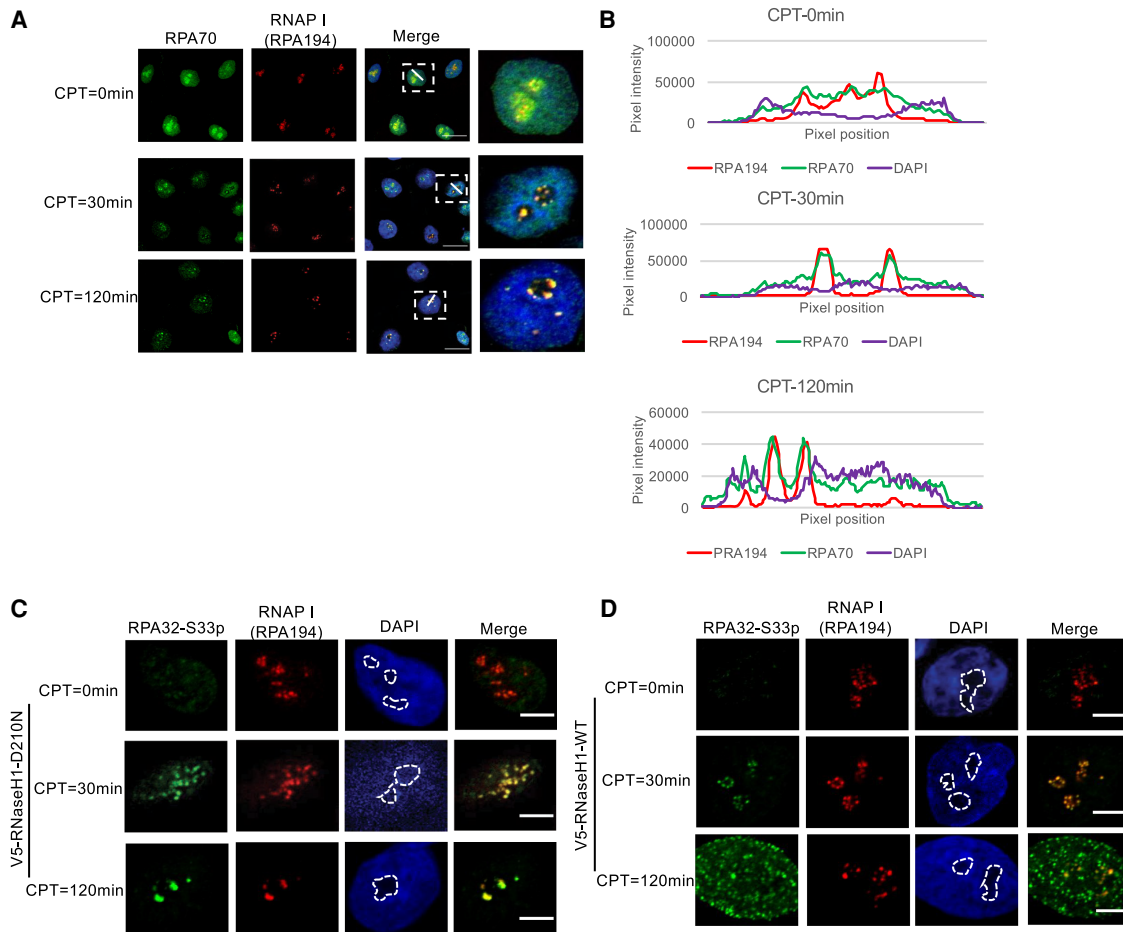 A
RPA70
RNAP I
(RPA194)
Merge
CPT=0min
CPT=30min
CPT=120min
B
CPT-0min
Pixel intensity
100000
50000
0
Pixel position
RPA194 RPA70 DAPI
CPT-30min
Pixel intensity
100000
50000
0
Pixel position
RPA194 RPA70 DAPI
CPT-120min
Pixel intensity
60000
40000
20000
0
Pixel position
PRA194 RPA70 DAPI
C
RPA32-S33p
RNAP I
(RPA194)
DAPI
Merge
V5-RNaseH1-D210N
CPT=0min
CPT=30min
CPT=120min
D
RPA32-S33p
RNAP I
(RPA194)
DAPI
Merge
V5-RNaseH1-WT
CPT=0min
CPT=30min
CPT=120min